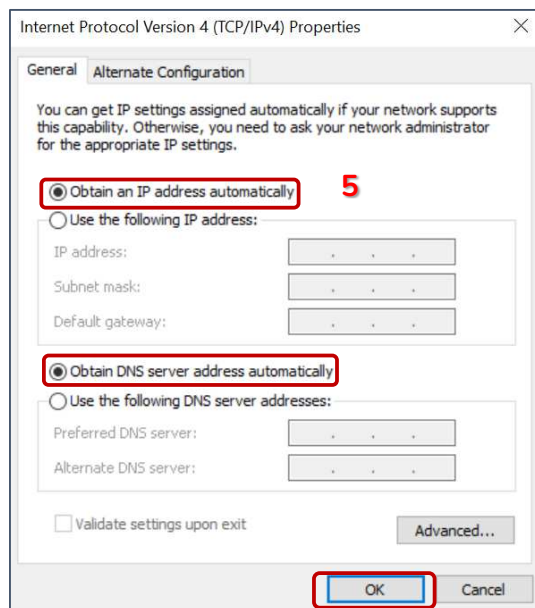 Internet Protocol Version 4 (TCP/IPv4) Properties
General
Alternate Configuration
You can get IP settings assigned automatically if your network supports
this capability. Otherwise, you need to ask your network administrator
for the appropriate IP settings.
Obtain an IP address automatically
5
Use the following IP address:
IP address:
Subnet mask:
Default gateway:
Obtain DNS server address automatically
Use the following DNS server addresses:
Preferred DNS server:
Alternate DNS server:
Validate settings upon exit
Advanced...
OK
Cancel